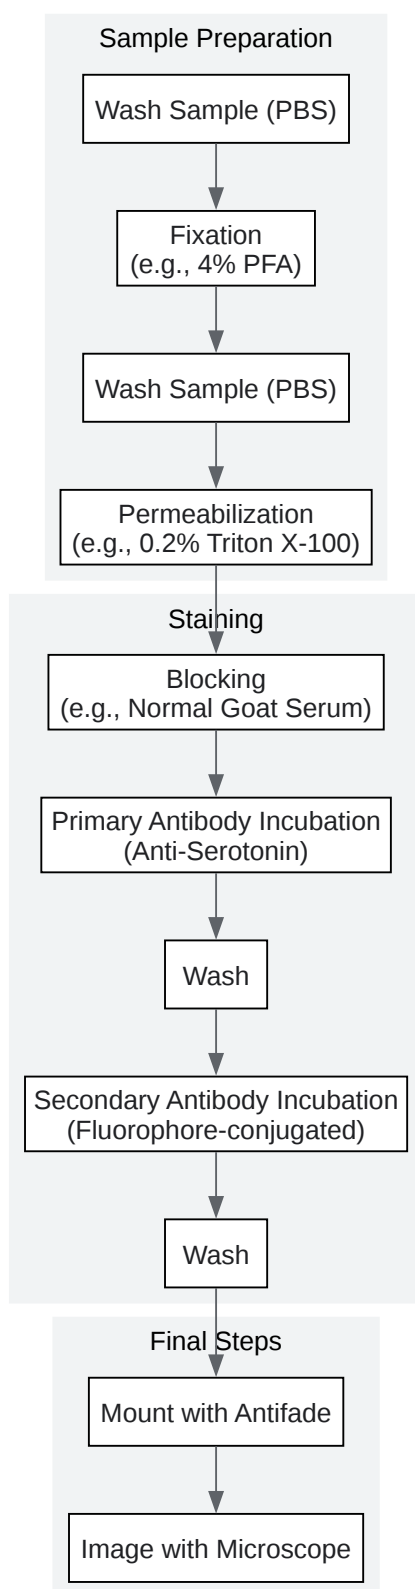 Sample Preparation
Wash Sample (PBS)
Fixation
(e.g., 4% PFA)
Wash Sample (PBS)
Permeabilization
(e.g., 0.2% Triton X-100)
Staining
Blocking
(e.g., Normal Goat Serum)
Primary Antibody Incubation
(Anti-Serotonin)
Wash
Secondary Antibody Incubation
(Fluorophore-conjugated)
Wash
Final Steps
Mount with Antifade
Image with Microscope